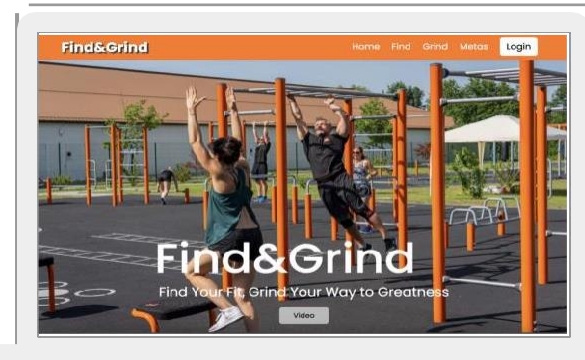 Find&Grind
Home Find Grind Metas Login
Find&Grind
Find Your Fit, Grind Your Way to Greatness
Video